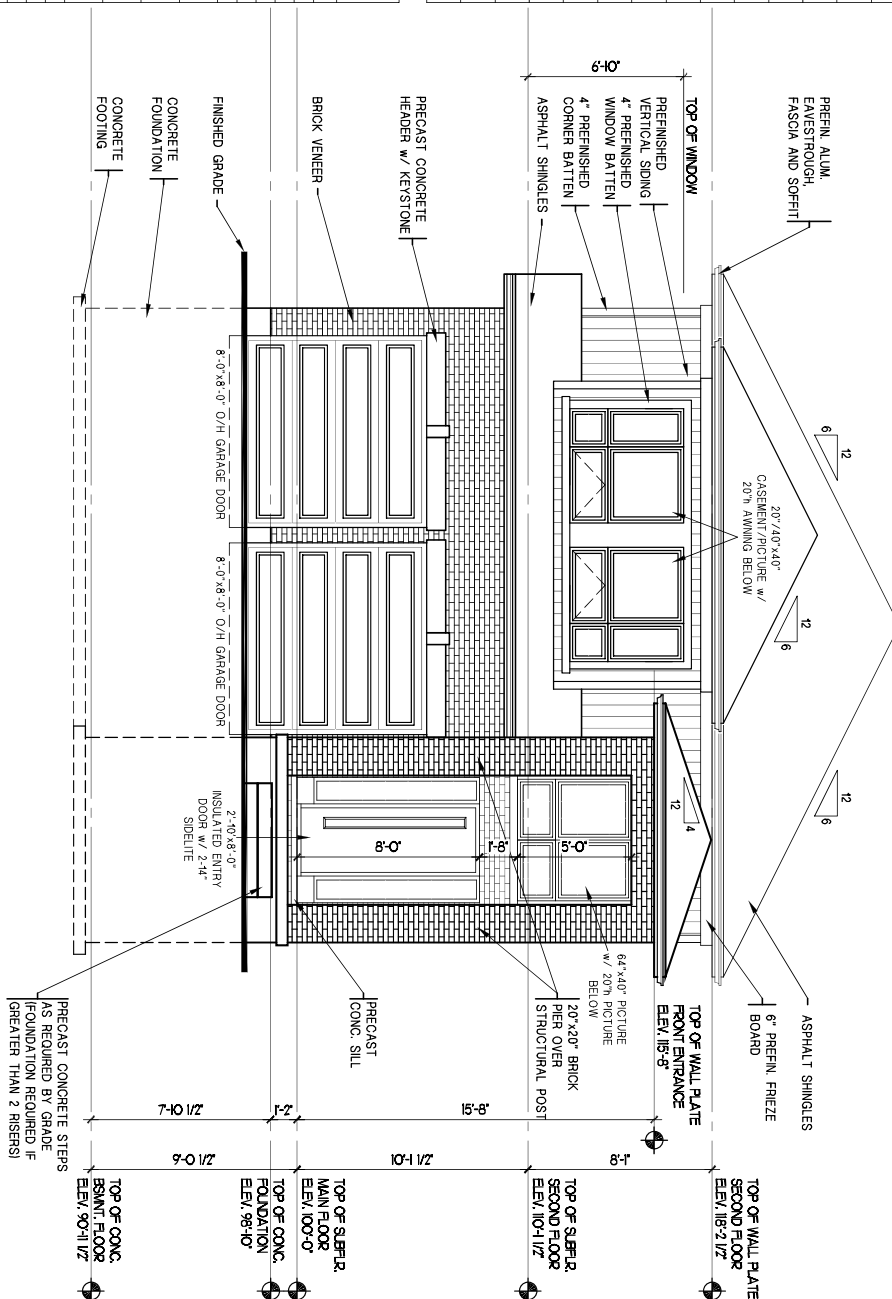 6'-10"
PREFIN. ALUM.
EAVESTROUGH,
FASCIA AND SOFFIT
TOP OF WINDOW
PREFINISHED
VERTICAL SIDING
4" PREFINISHED
WINDOW BATTEN
4" PREFINISHED
CORNER BATTEN
ASPHALT SHINGLES
PRECAST CONCRETE
HEADER w/ KEYSTONE
BRICK VENEER
FINISHED GRADE
CONCRETE
FOUNDATION
CONCRETE
FOOTING
12
6
12
6
12
6
12
4
20"/40"x40"
CASEMENT/PICTURE w/
20"h AWNING BELOW
8'-0"x8'-0" O/H GARAGE DOOR
8'-0"x8'-0" O/H GARAGE DOOR
5'-0"
1'-8"
8'-0"
2'-10"x8'-0"
INSULATED ENTRY
DOOR w/ 2-14"
SIDELITE
ASPHALT SHINGLES
6" PREFIN. FRIEZE
BOARD
TOP OF WALL PLATE
FRONT ENTRANCE
ELEV. 115'-8"
64"x40" PICTURE
w/ 20"h PICTURE
BELOW
20"x20" BRICK
PIER OVER
STRUCTURAL POST
PRECAST
CONC. SILL
PRECAST CONCRETE STEPS
AS REQUIRED BY GRADE
(FOUNDATION REQUIRED IF
GREATER THAN 2 RISERS)
15'-8"
1'-2"
7'-10 1/2"
8'-1"
10'-1 1/2"
9'-0 1/2"
TOP OF WALL PLATE
SECOND FLOOR
ELEV. 118'-2 1/2"
TOP OF SUBFLR.
SECOND FLOOR
ELEV. 110'-1 1/2"
TOP OF SUBFLR.
MAIN FLOOR
ELEV. 100'-0"
TOP OF CONC.
FOUNDATION
ELEV. 98'-10"
TOP OF CONC.
BSMNT. FLOOR
ELEV. 90'-11 1/2"